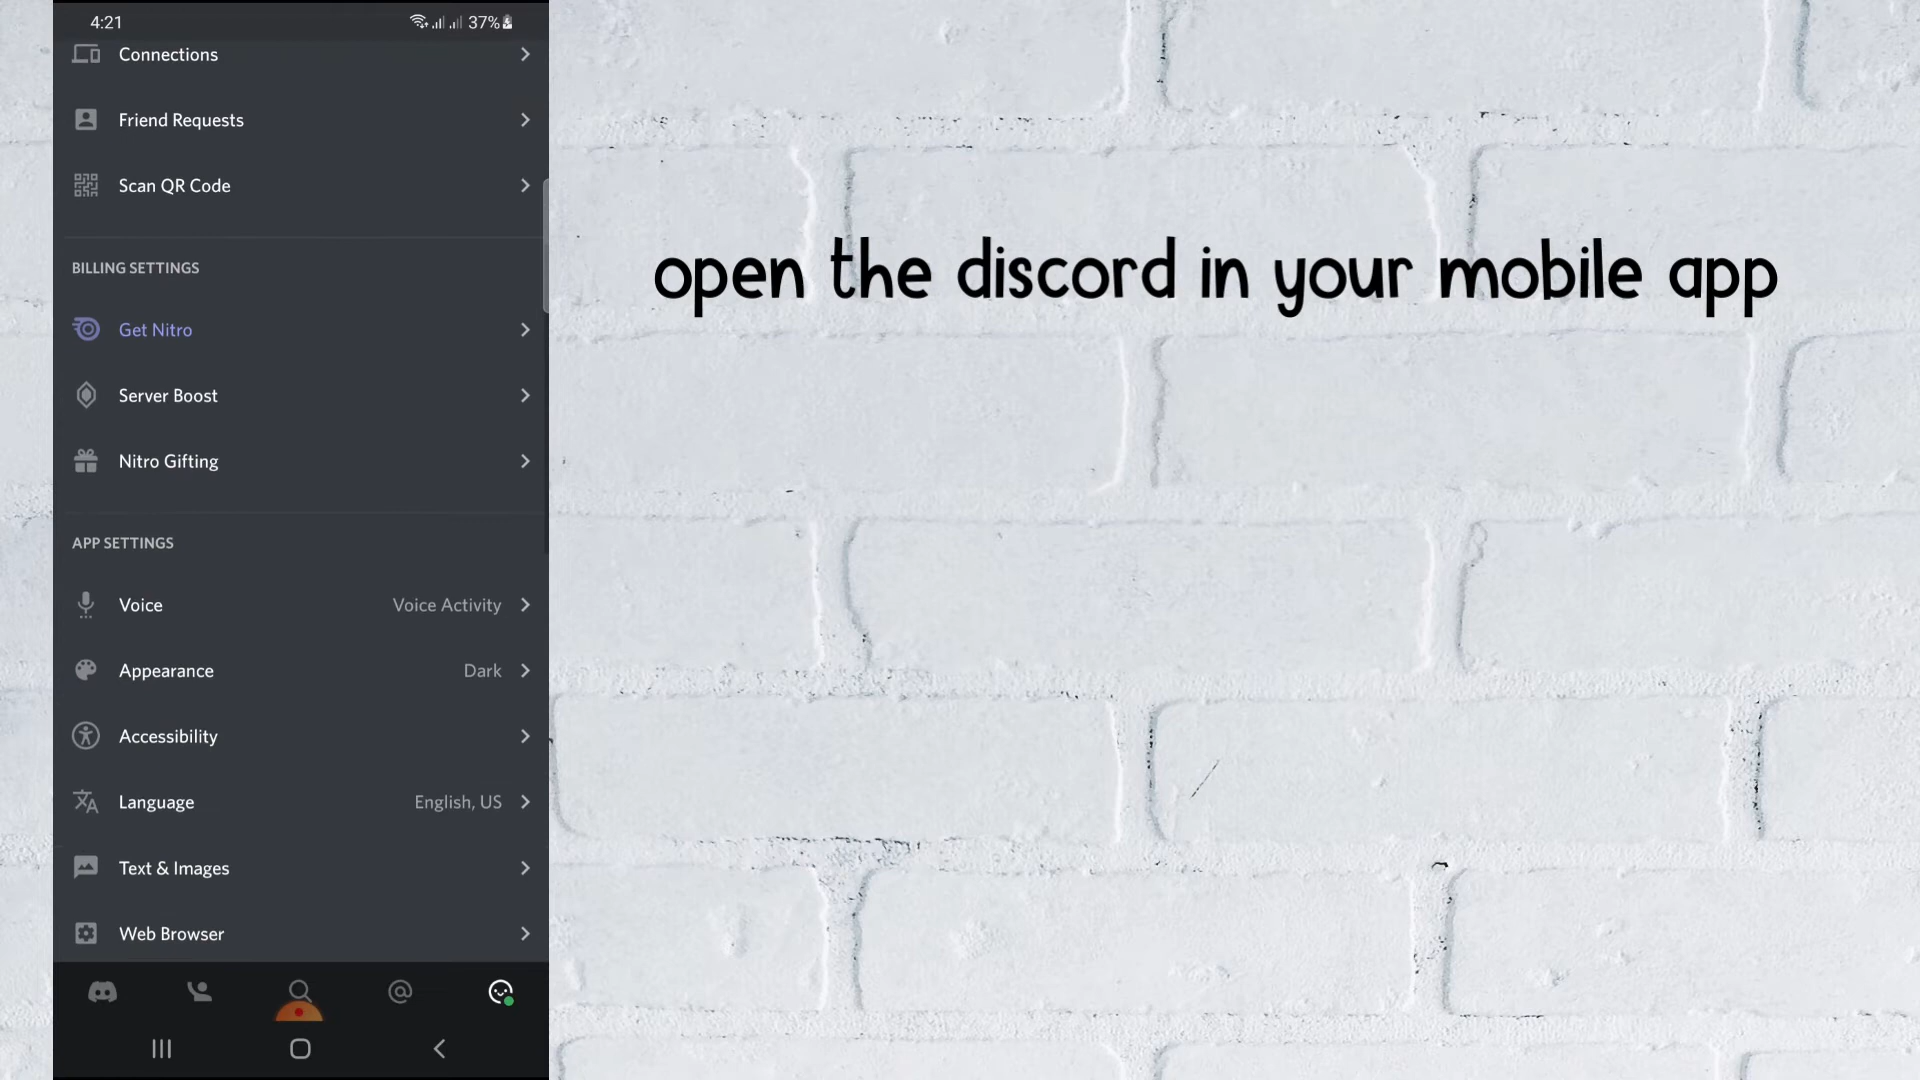 4:21
37%
Connections
Friend Requests
Scan QR Code
BILLING SETTINGS
Get Nitro
Server Boost
Nitro Gifting
APP SETTINGS
Voice Voice Activity
Appearance Dark
Accessibility
Language English, US
Text & Images
Web Browser
open the discord in your mobile app